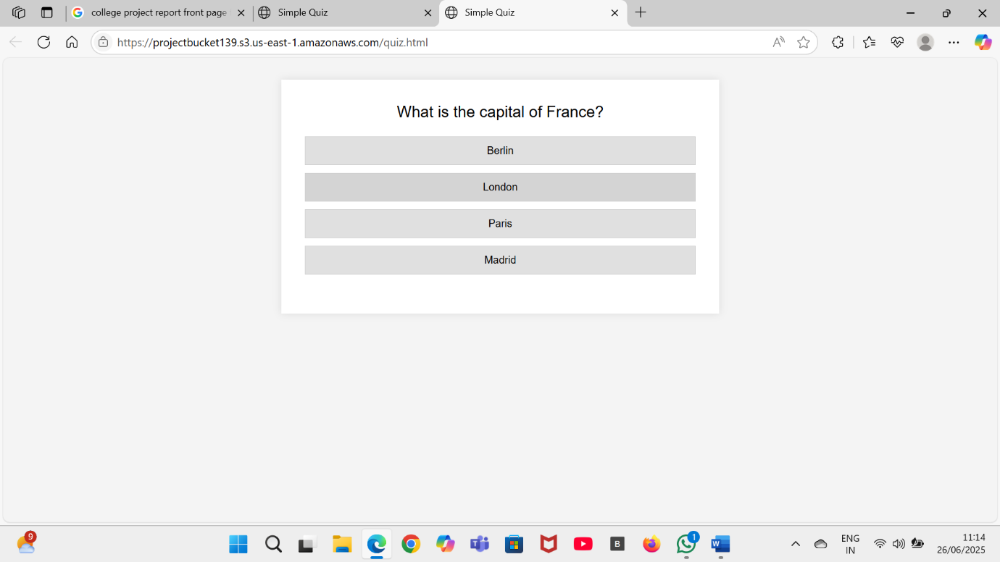 college project report front page
Simple Quiz
Simple Quiz
https://projectbucket139.s3.us-east-1.amazonaws.com/quiz.html
What is the capital of France?
Berlin
London
Paris
Madrid
9
B
1
W
ENG
IN
11:14
26/06/2025